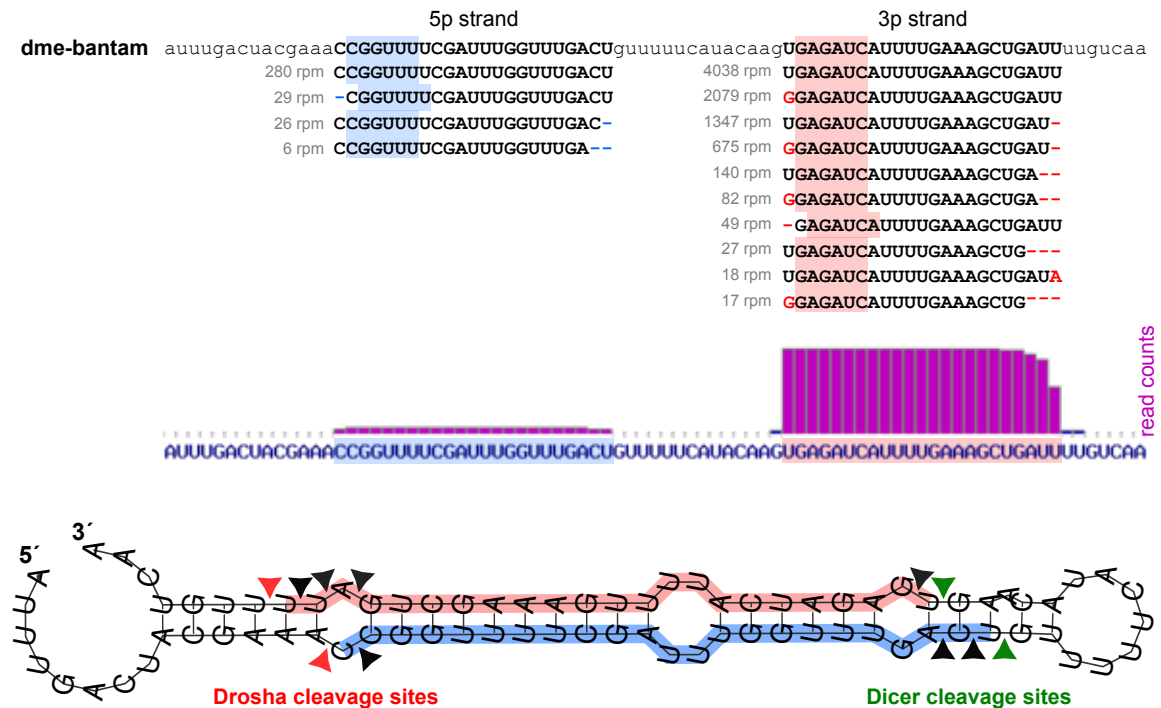 5p strand 3p strand
dme-bantam auuugacuacgaaaCCGGUUUUCGAUUUGGUUUGACUguuuuucauacaagUGAGAUCAUUUUGAAAGCUGAUUuugucaa
280 rpm CCGGUUUUCGAUUUGGUUUGACU 4038 rpm UGAGAUCAUUUUGAAAGCUGAUU
29 rpm -CGGUUUUCGAUUUGGUUUGACU 2079 rpm GGAGAUCAUUUUGAAAGCUGAUU
26 rpm CCGGUUUUCGAUUUGGUUUGAC- 1347 rpm UGAGAUCAUUUUGAAAGCUGAU-
6 rpm CCGGUUUUCGAUUUGGUUUGA-- 675 rpm GGAGAUCAUUUUGAAAGCUGAU-
140 rpm UGAGAUCAUUUUGAAAGCUGA--
82 rpm GGAGAUCAUUUUGAAAGCUGA--
49 rpm -GAGAUCAUUUUGAAAGCUGAUU
27 rpm UGAGAUCAUUUUGAAAGCUG---
18 rpm UGAGAUCAUUUUGAAAGCUGAUA
17 rpm GGAGAUCAUUUUGAAAGCUG---
read counts
AUUUGACUACGAAACCGGUUUUCGAUUUGGUUUGACUGUUUUUCAUACAAGUGAGAUCAUUUUGAAAGCUGAUUUUGUCAA
3´
5´
Drosha cleavage sites Dicer cleavage sites